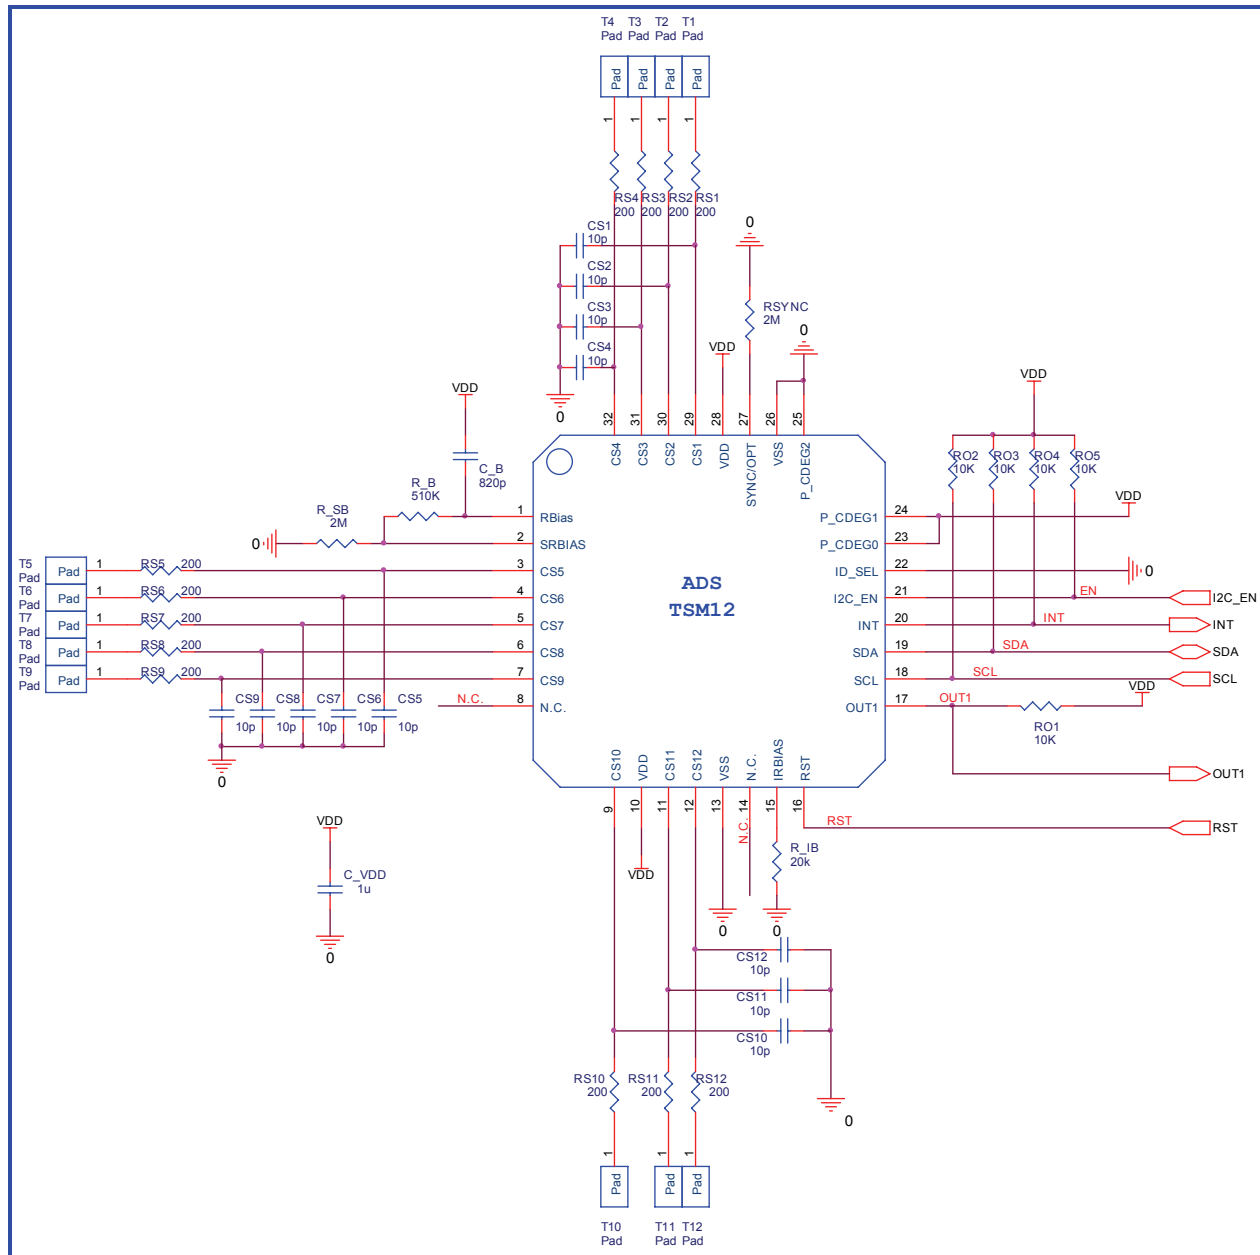 T4 T3 T2 T1
Pad Pad Pad Pad
Pad Pad Pad Pad
1 1 1 1
RS4 RS3 RS2 RS1
200 200 200 200
CS1
10p
CS2
10p
CS3
10p
CS4
10p
0
0
RSYNC
2M
0
VDD
VDD
VDD
32 31 30 29 28 27 26 25
CS4 CS3 CS2 CS1 VDD SYNC/OPT VSS P_CDEG2
C_B
820p
R_B
510K
R_SB
2M
0
RO2 RO3 RO4 RO5
10K 10K 10K 10K
VDD
1 RBias
2 SRBIAS
3 CS5
4 CS6
5 CS7
6 CS8
7 CS9
8 N.C.
N.C.
ADS
TSM12
P_CDEG1 24
P_CDEG0 23
ID_SEL 22
I2C_EN 21
INT 20
SDA 19
SCL 18
OUT1 17
0
EN I2C_EN
INT INT
SDA SDA
SCL SCL
OUT1 VDD
RO1
10K
OUT1
RST RST
T5
Pad Pad 1 RS5 200
T6
Pad Pad 1 RS6 200
T7
Pad Pad 1 RS7 200
T8
Pad Pad 1 RS8 200
T9
Pad Pad 1 RS9 200
CS9 CS8 CS7 CS6 CS5
10p 10p 10p 10p 10p
0
CS10 VDD CS11 CS12 VSS N.C. IRBIAS RST
9 10 11 12 13 14 15 16
VDD
N.C.
R_IB
20k
0 0
VDD
C_VDD
1u
0
CS12
10p
CS11
10p
CS10
10p
0
RS10 RS11 RS12
200 200 200
1 1 1
Pad Pad Pad
T10 T11 T12
Pad Pad Pad